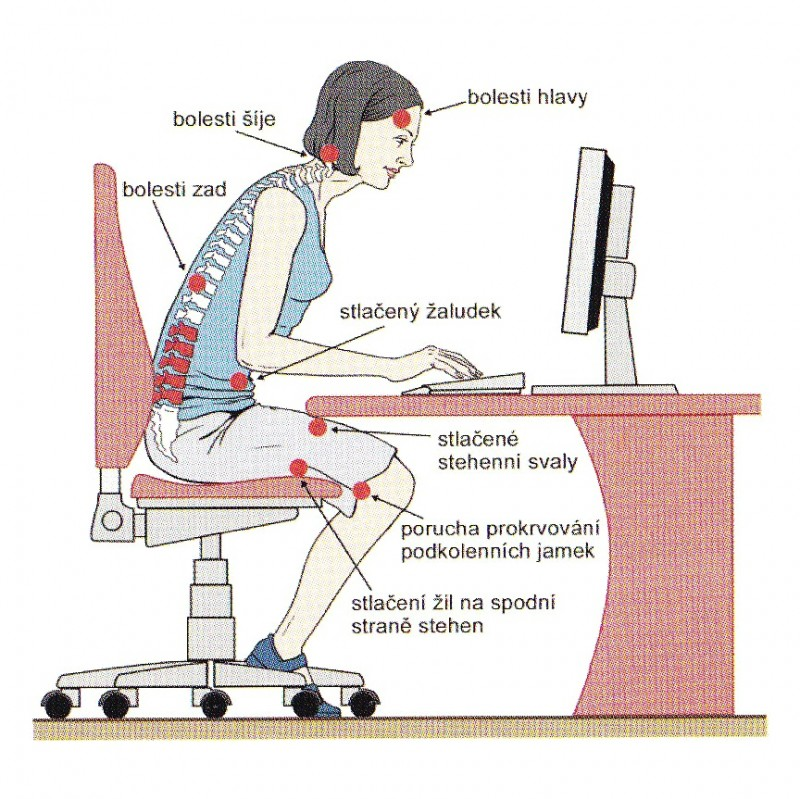 bolesti hlavy
bolesti šíje
bolesti zad
stlačený žaludek
stlačené
stehenní svaly
porucha prokrvování
podkolenních jamek
stlačení žil na spodní
straně stehen